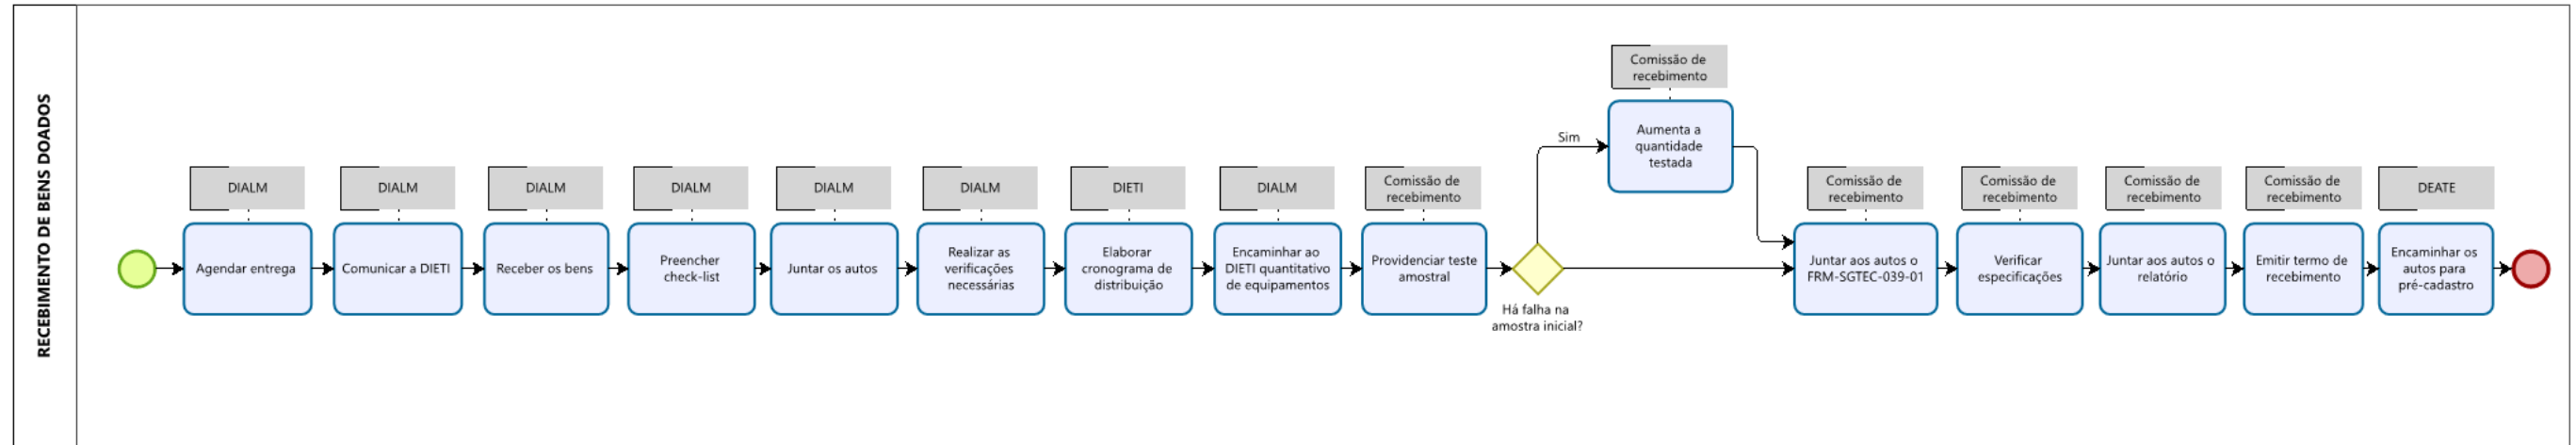 RECEBIMENTO DE BENS DOADOS
DIALM
Agendar entrega
DIALM
Comunicar a DIETI
DIALM
Receber os bens
DIALM
Preencher
check-list
DIALM
Juntar os autos
DIALM
Realizar as
verificações
necessárias
DIETI
Elaborar
cronograma de
distribuição
DIALM
Encaminhar ao
DIETI quantitativo
de equipamentos
Comissão de
recebimento
Providenciar teste
amostral
Há falha na
amostra inicial?
Sim
Comissão de
recebimento
Aumenta a
quantidade
testada
Comissão de
recebimento
Juntar aos autos o
FRM-SGTEC-039-01
Comissão de
recebimento
Verificar
especificações
Comissão de
recebimento
Juntar aos autos o
relatório
Comissão de
recebimento
Emitir termo de
recebimento
DEATE
Encaminhar os
autos para
pré-cadastro